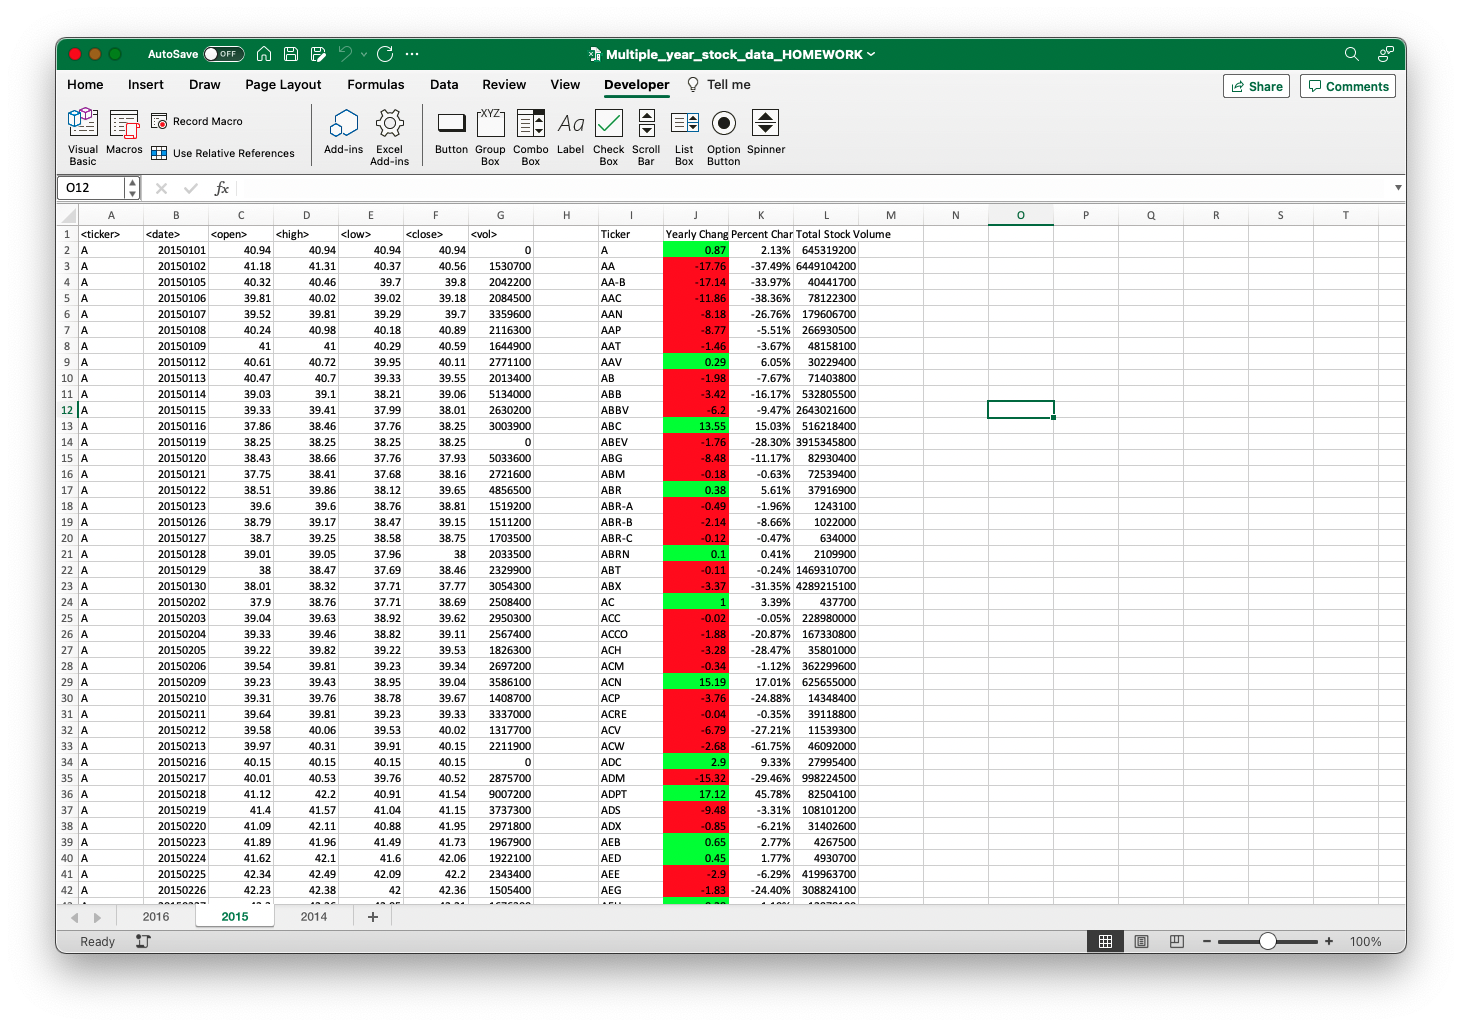 AutoSave OFF Multiple_year_stock_data_HOMEWORK
Home Insert Draw Page Layout Formulas Data Review View Developer Tell me Share Comments
Visual Basic Macros Record Macro Use Relative References Add-ins Excel Add-ins Button Group Box Combo Box Label Check Box Scroll Bar List Box Option Button Spinner
O12 fx
A B C D E F G H I J K L M N O P Q R S T
1 <ticker> <date> <open> <high> <low> <close> <vol> Ticker Yearly Chang Percent Char Total Stock Volume
2 A 20150101 40.94 40.94 40.94 40.94 0 A 0.87 2.13% 645319200
3 A 20150102 41.18 41.31 40.37 40.56 1530700 AA -17.76 -37.49% 6449104200
4 A 20150105 40.32 40.46 39.7 39.8 2042200 AA-B -17.14 -33.97% 40441700
5 A 20150106 39.81 40.02 39.02 39.18 2084500 AAC -11.86 -38.36% 78122300
6 A 20150107 39.52 39.81 39.29 39.7 3359600 AAN -8.18 -26.76% 179606700
7 A 20150108 40.24 40.98 40.18 40.89 2116300 AAP -8.77 -5.51% 266930500
8 A 20150109 41 41 40.29 40.59 1644900 AAT -1.46 -3.67% 48158100
9 A 20150112 40.61 40.72 39.95 40.11 2771100 AAV 0.29 6.05% 30229400
10 A 20150113 40.47 40.7 39.33 39.55 2013400 AB -1.98 -7.67% 71403800
11 A 20150114 39.03 39.1 38.21 39.06 5134000 ABB -3.42 -16.17% 532805500
12 A 20150115 39.33 39.41 37.99 38.01 2630200 ABBV -6.2 -9.47% 2643021600
13 A 20150116 37.86 38.46 37.76 38.25 3003900 ABC 13.55 15.03% 516218400
14 A 20150119 38.25 38.25 38.25 38.25 0 ABEV -1.76 -28.30% 3915345800
15 A 20150120 38.43 38.66 37.76 37.93 5033600 ABG -8.48 -11.17% 82930400
16 A 20150121 37.75 38.41 37.68 38.16 2721600 ABM -0.18 -0.63% 72539400
17 A 20150122 38.51 39.86 38.12 39.65 4856500 ABR 0.38 5.61% 37916900
18 A 20150123 39.6 39.6 38.76 38.81 1519200 ABR-A -0.49 -1.96% 1243100
19 A 20150126 38.79 39.17 38.47 39.15 1511200 ABR-B -2.14 -8.66% 1022000
20 A 20150127 38.7 39.25 38.58 38.75 1703500 ABR-C -0.12 -0.47% 634000
21 A 20150128 39.01 39.05 37.96 38 2033500 ABRN 0.1 0.41% 2109900
22 A 20150129 38 38.47 37.69 38.46 2329900 ABT -0.11 -0.24% 1469310700
23 A 20150130 38.01 38.32 37.71 37.77 3054300 ABX -3.37 -31.35% 4289215100
24 A 20150202 37.9 38.76 37.71 38.69 2508400 AC 1 3.39% 437700
25 A 20150203 39.04 39.63 38.92 39.62 2950300 ACC -0.02 -0.05% 228980000
26 A 20150204 39.33 39.46 38.82 39.11 2567400 ACCO -1.88 -20.87% 167330800
27 A 20150205 39.22 39.82 39.22 39.53 1826300 ACH -3.28 -28.47% 35801000
28 A 20150206 39.54 39.81 39.23 39.34 2697200 ACM -0.34 -1.12% 362299600
29 A 20150209 39.23 39.43 38.95 39.04 3586100 ACN 15.19 17.01% 625655000
30 A 20150210 39.31 39.76 38.78 39.67 1408700 ACP -3.76 -24.88% 14348400
31 A 20150211 39.64 39.81 39.23 39.33 3337000 ACRE -0.04 -0.35% 39118800
32 A 20150212 39.58 40.06 39.53 40.02 1317700 ACV -6.79 -27.21% 11539300
33 A 20150213 39.97 40.31 39.91 40.15 2211900 ACW -2.68 -61.75% 46092000
34 A 20150216 40.15 40.15 40.15 40.15 0 ADC 2.9 9.33% 27995400
35 A 20150217 40.01 40.53 39.76 40.52 2875700 ADM -15.32 -29.46% 998224500
36 A 20150218 41.12 42.2 40.91 41.54 9007200 ADPT 17.12 45.78% 82504100
37 A 20150219 41.4 41.57 41.04 41.15 3737300 ADS -9.48 -3.31% 108101200
38 A 20150220 41.09 42.11 40.88 41.95 2971800 ADX -0.85 -6.21% 31402600
39 A 20150223 41.89 41.96 41.49 41.73 1967900 AEB 0.65 2.77% 4267500
40 A 20150224 41.62 42.1 41.6 42.06 1922100 AED 0.45 1.77% 4930700
41 A 20150225 42.34 42.49 42.09 42.2 2343400 AEE -2.9 -6.29% 419963700
42 A 20150226 42.23 42.38 42 42.36 1505400 AEG -1.83 -24.40% 308824100
2016 2015 2014 +
Ready 100%